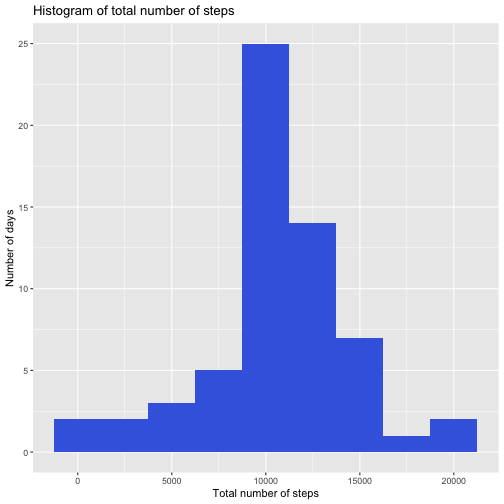 Histogram of total number of steps
25
20
15
10
5
0
Number of days
0 5000 10000 15000 20000
Total number of steps